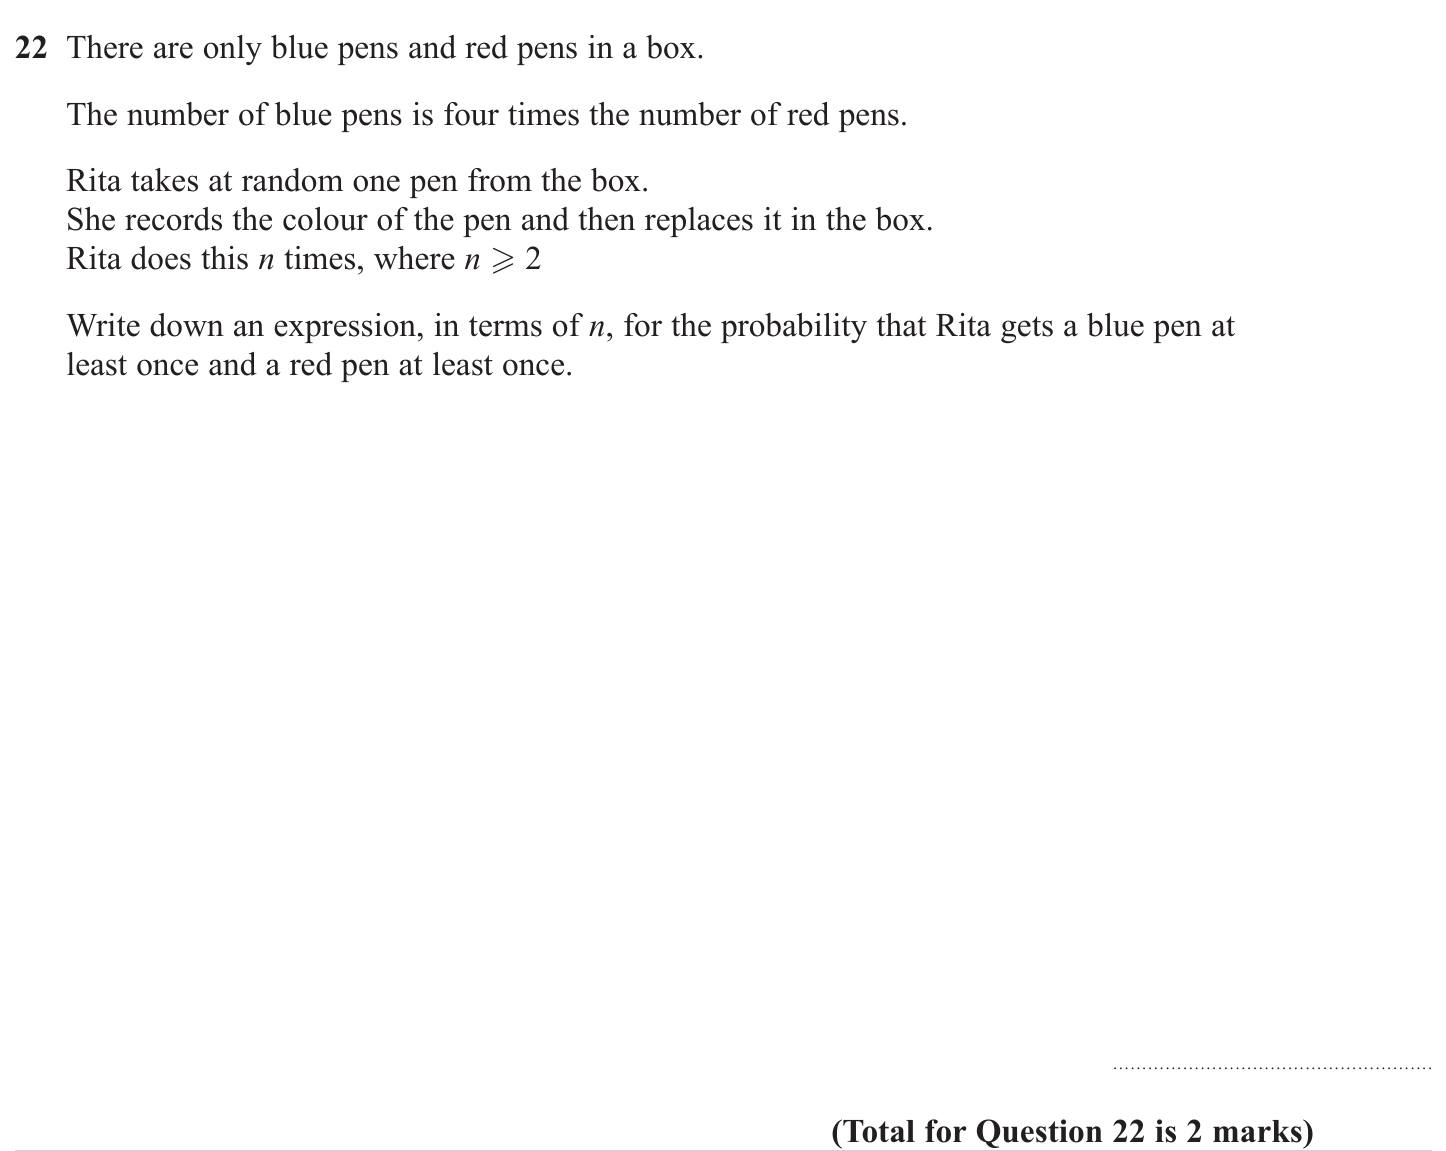 22 There are only blue pens and red pens in a box.
The number of blue pens is four times the number of red pens.
Rita takes at random one pen from the box.
She records the colour of the pen and then replaces it in the box.
Rita does this n times, where n ⩾ 2
Write down an expression, in terms of n, for the probability that Rita gets a blue pen at
least once and a red pen at least once.
(Total for Question 22 is 2 marks)